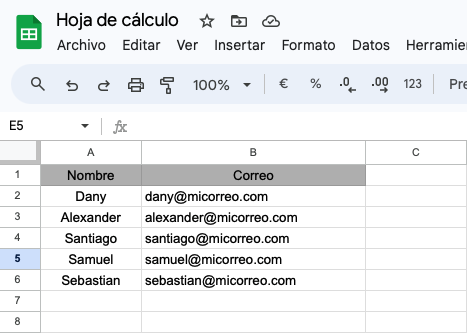 Hoja de cálculo
Archivo Editar Ver Insertar Formato Datos Herramie
100% € % .0 .00 123 Pre
E5 fx
A B C
1 Nombre Correo
2 Dany dany@micorreo.com
3 Alexander alexander@micorreo.com
4 Santiago santiago@micorreo.com
5 Samuel samuel@micorreo.com
6 Sebastian sebastian@micorreo.com
7
8